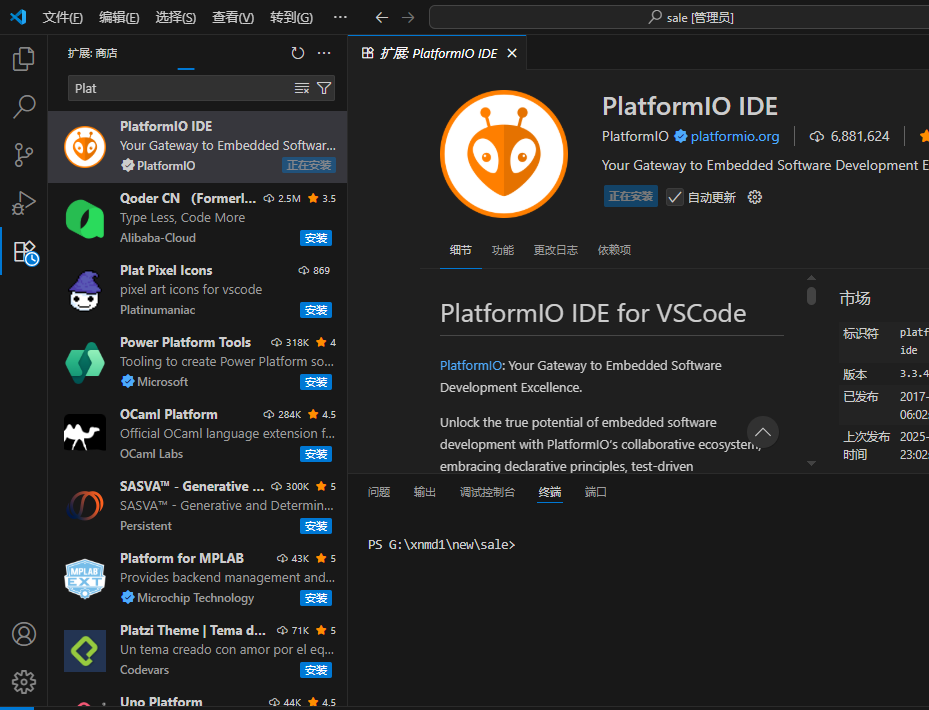 文件(F) 编辑(E) 选择(S) 查看(V) 转到(G) ··· sale [管理员]
扩展: 商店
扩展: PlatformIO IDE
Plat
PlatformIO IDE
Your Gateway to Embedded Softwar...
PlatformIO
正在安装
Qoder CN （Formerl... 2.5M 3.5
Type Less, Code More
Alibaba-Cloud
安装
Plat Pixel Icons 869
pixel art icons for vscode
Platinumaniac
安装
Power Platform Tools 318K 4
Tooling to create Power Platform so...
Microsoft
安装
OCaml Platform 284K 4.5
Official OCaml language extension f...
OCaml Labs
安装
SASVA™ - Generative ... 300K 5
SASVA™ - Generative and Determin...
Persistent
安装
MPLAB
EXT
Platform for MPLAB 43K 5
Provides backend management and...
Microchip Technology
安装
Platzi Theme | Tema d... 71K 5
Un tema creado con amor por el eq...
Codevars
安装
Uno Platform 44K 4.5
PlatformIO IDE
PlatformIO platformio.org 6,881,624
Your Gateway to Embedded Software Development E
正在安装 自动更新
细节 功能 更改日志 依赖项
PlatformIO IDE for VSCode
PlatformIO: Your Gateway to Embedded Software
Development Excellence.
Unlock the true potential of embedded software
development with PlatformIO's collaborative ecosystem,
embracing declarative principles, test-driven
市场
标识符 platf
ide
版本 3.3.4
已发布 2017-
06:02:
上次发布 2025-
时间 23:02:
问题 输出 调试控制台 终端 端口
PS G:\xnmd1\new\sale>